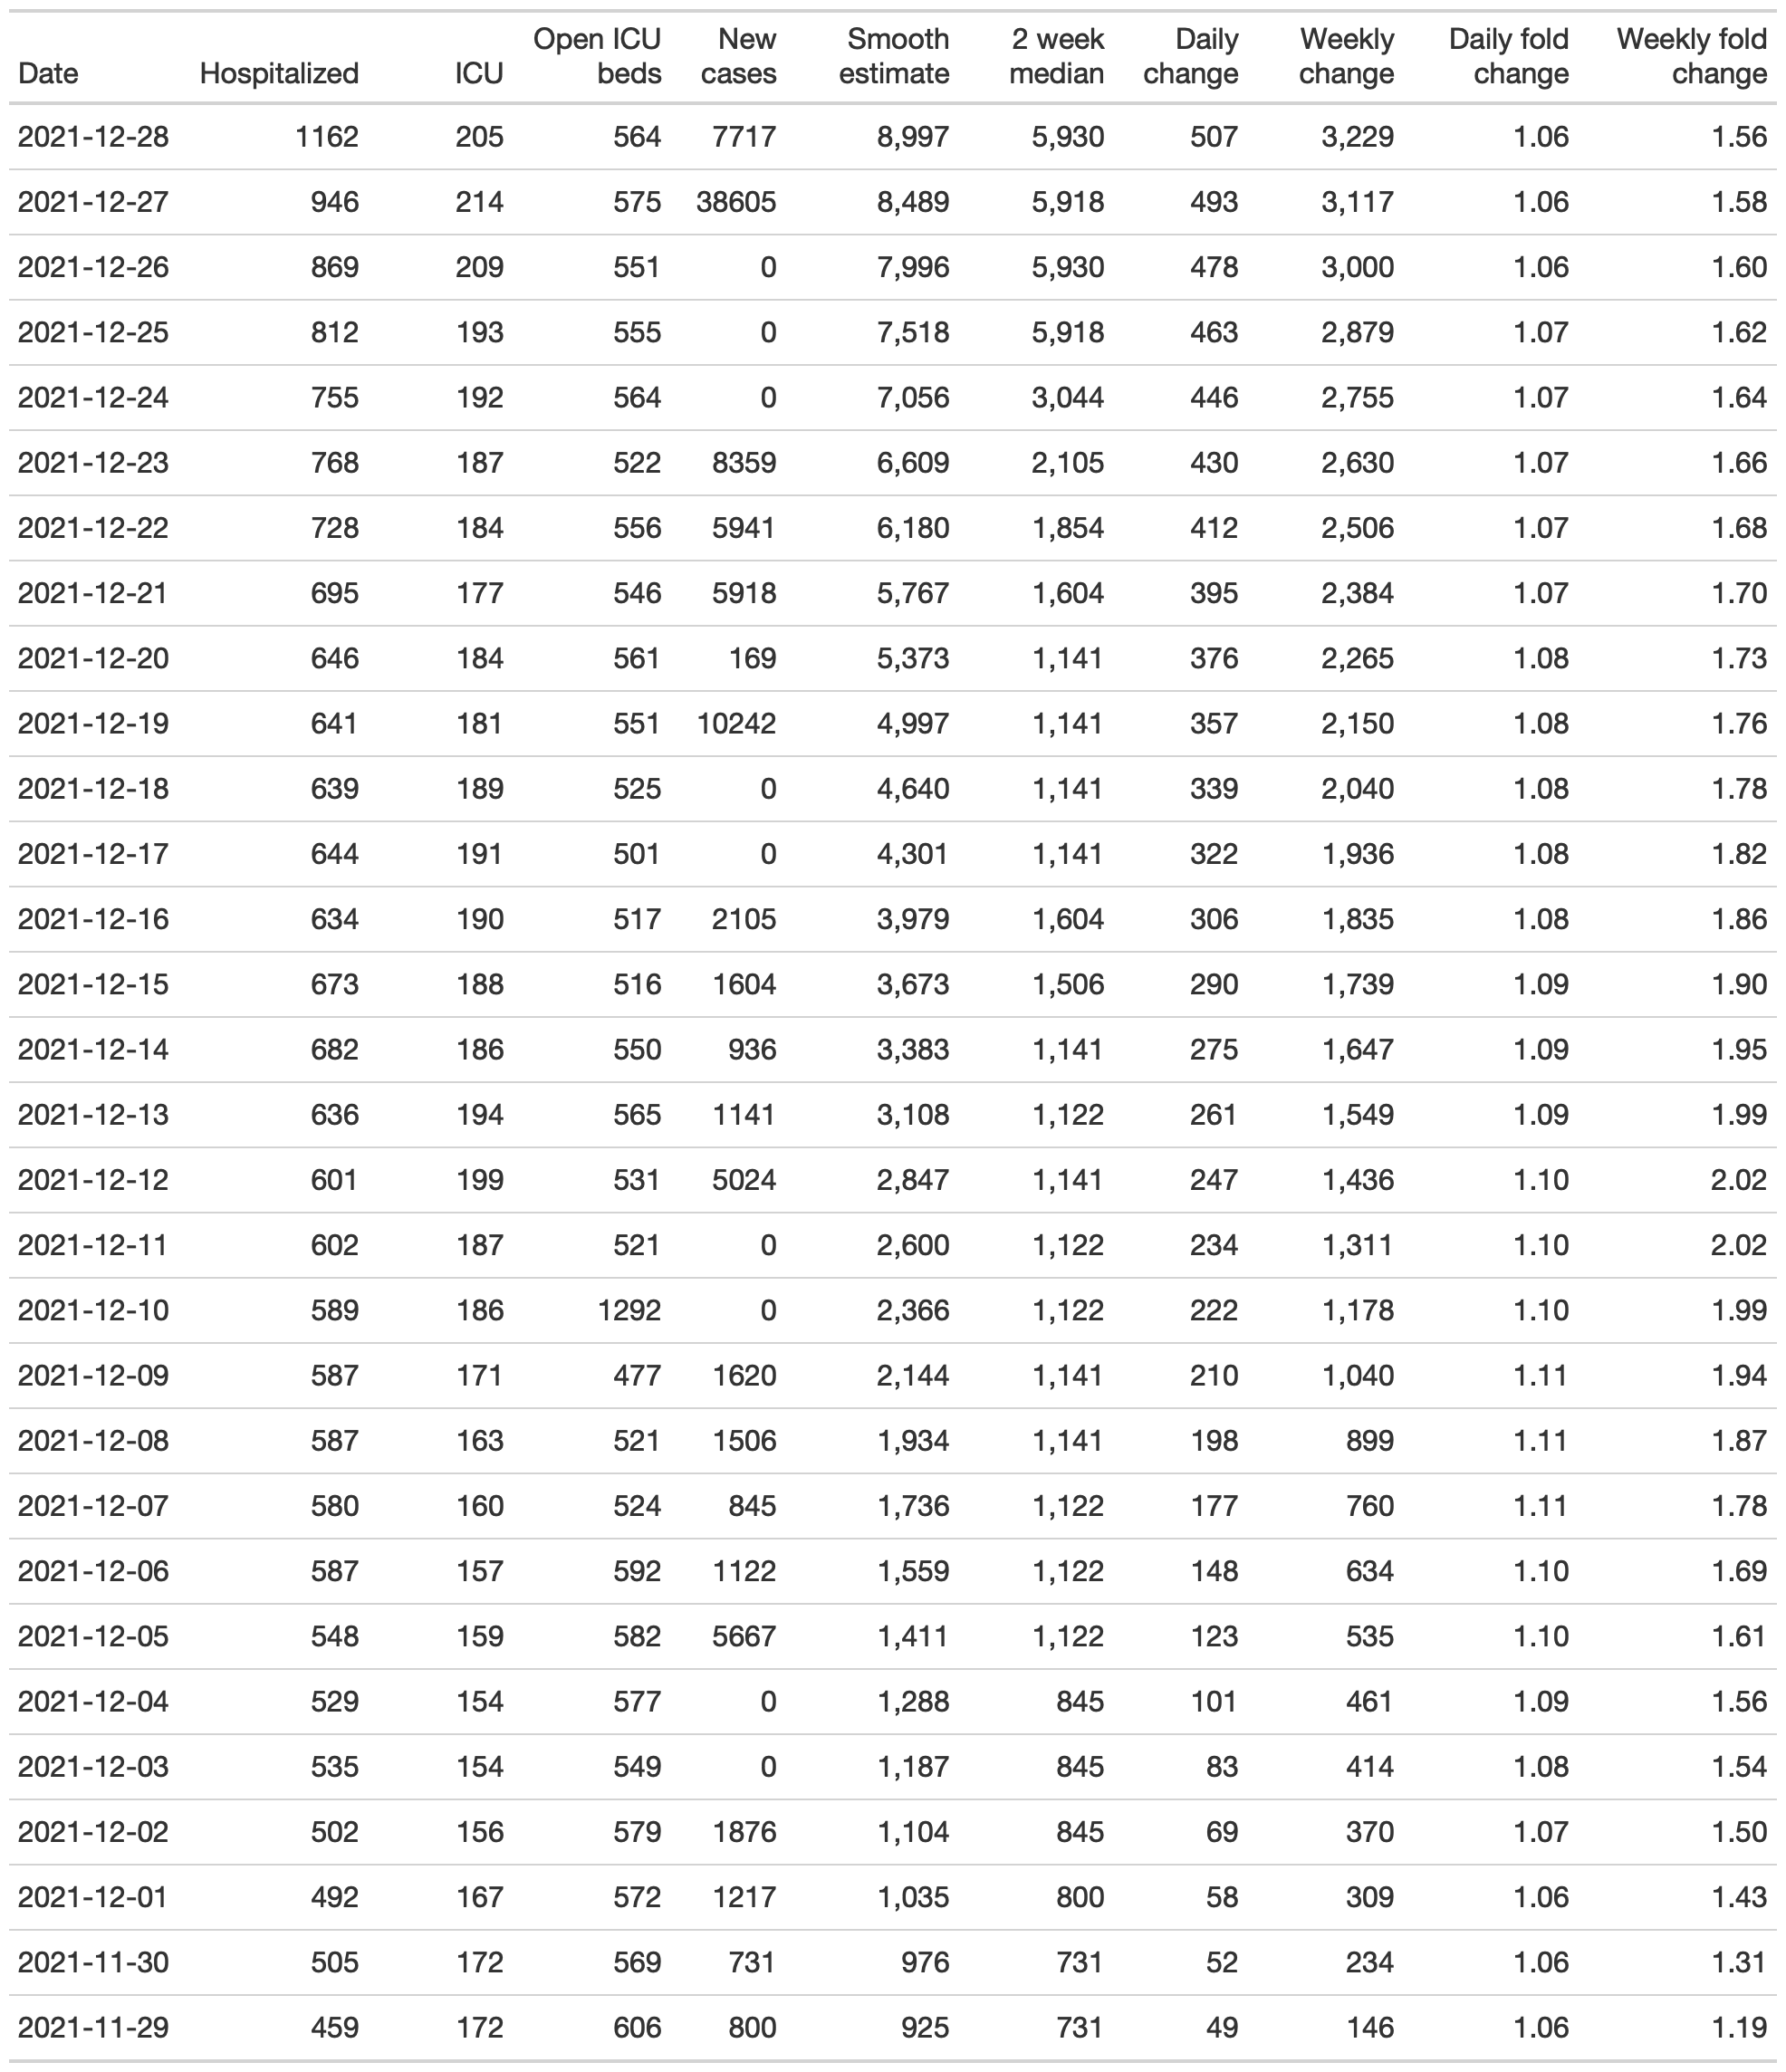 Date Hospitalized ICU Open ICU beds New cases Smooth estimate 2 week median Daily change Weekly change Daily fold change Weekly fold change
2021-12-28 1162 205 564 7717 8,997 5,930 507 3,229 1.06 1.56
2021-12-27 946 214 575 38605 8,489 5,918 493 3,117 1.06 1.58
2021-12-26 869 209 551 0 7,996 5,930 478 3,000 1.06 1.60
2021-12-25 812 193 555 0 7,518 5,918 463 2,879 1.07 1.62
2021-12-24 755 192 564 0 7,056 3,044 446 2,755 1.07 1.64
2021-12-23 768 187 522 8359 6,609 2,105 430 2,630 1.07 1.66
2021-12-22 728 184 556 5941 6,180 1,854 412 2,506 1.07 1.68
2021-12-21 695 177 546 5918 5,767 1,604 395 2,384 1.07 1.70
2021-12-20 646 184 561 169 5,373 1,141 376 2,265 1.08 1.73
2021-12-19 641 181 551 10242 4,997 1,141 357 2,150 1.08 1.76
2021-12-18 639 189 525 0 4,640 1,141 339 2,040 1.08 1.78
2021-12-17 644 191 501 0 4,301 1,141 322 1,936 1.08 1.82
2021-12-16 634 190 517 2105 3,979 1,604 306 1,835 1.08 1.86
2021-12-15 673 188 516 1604 3,673 1,506 290 1,739 1.09 1.90
2021-12-14 682 186 550 936 3,383 1,141 275 1,647 1.09 1.95
2021-12-13 636 194 565 1141 3,108 1,122 261 1,549 1.09 1.99
2021-12-12 601 199 531 5024 2,847 1,141 247 1,436 1.10 2.02
2021-12-11 602 187 521 0 2,600 1,122 234 1,311 1.10 2.02
2021-12-10 589 186 1292 0 2,366 1,122 222 1,178 1.10 1.99
2021-12-09 587 171 477 1620 2,144 1,141 210 1,040 1.11 1.94
2021-12-08 587 163 521 1506 1,934 1,141 198 899 1.11 1.87
2021-12-07 580 160 524 845 1,736 1,122 177 760 1.11 1.78
2021-12-06 587 157 592 1122 1,559 1,122 148 634 1.10 1.69
2021-12-05 548 159 582 5667 1,411 1,122 123 535 1.10 1.61
2021-12-04 529 154 577 0 1,288 845 101 461 1.09 1.56
2021-12-03 535 154 549 0 1,187 845 83 414 1.08 1.54
2021-12-02 502 156 579 1876 1,104 845 69 370 1.07 1.50
2021-12-01 492 167 572 1217 1,035 800 58 309 1.06 1.43
2021-11-30 505 172 569 731 976 731 52 234 1.06 1.31
2021-11-29 459 172 606 800 925 731 49 146 1.06 1.19